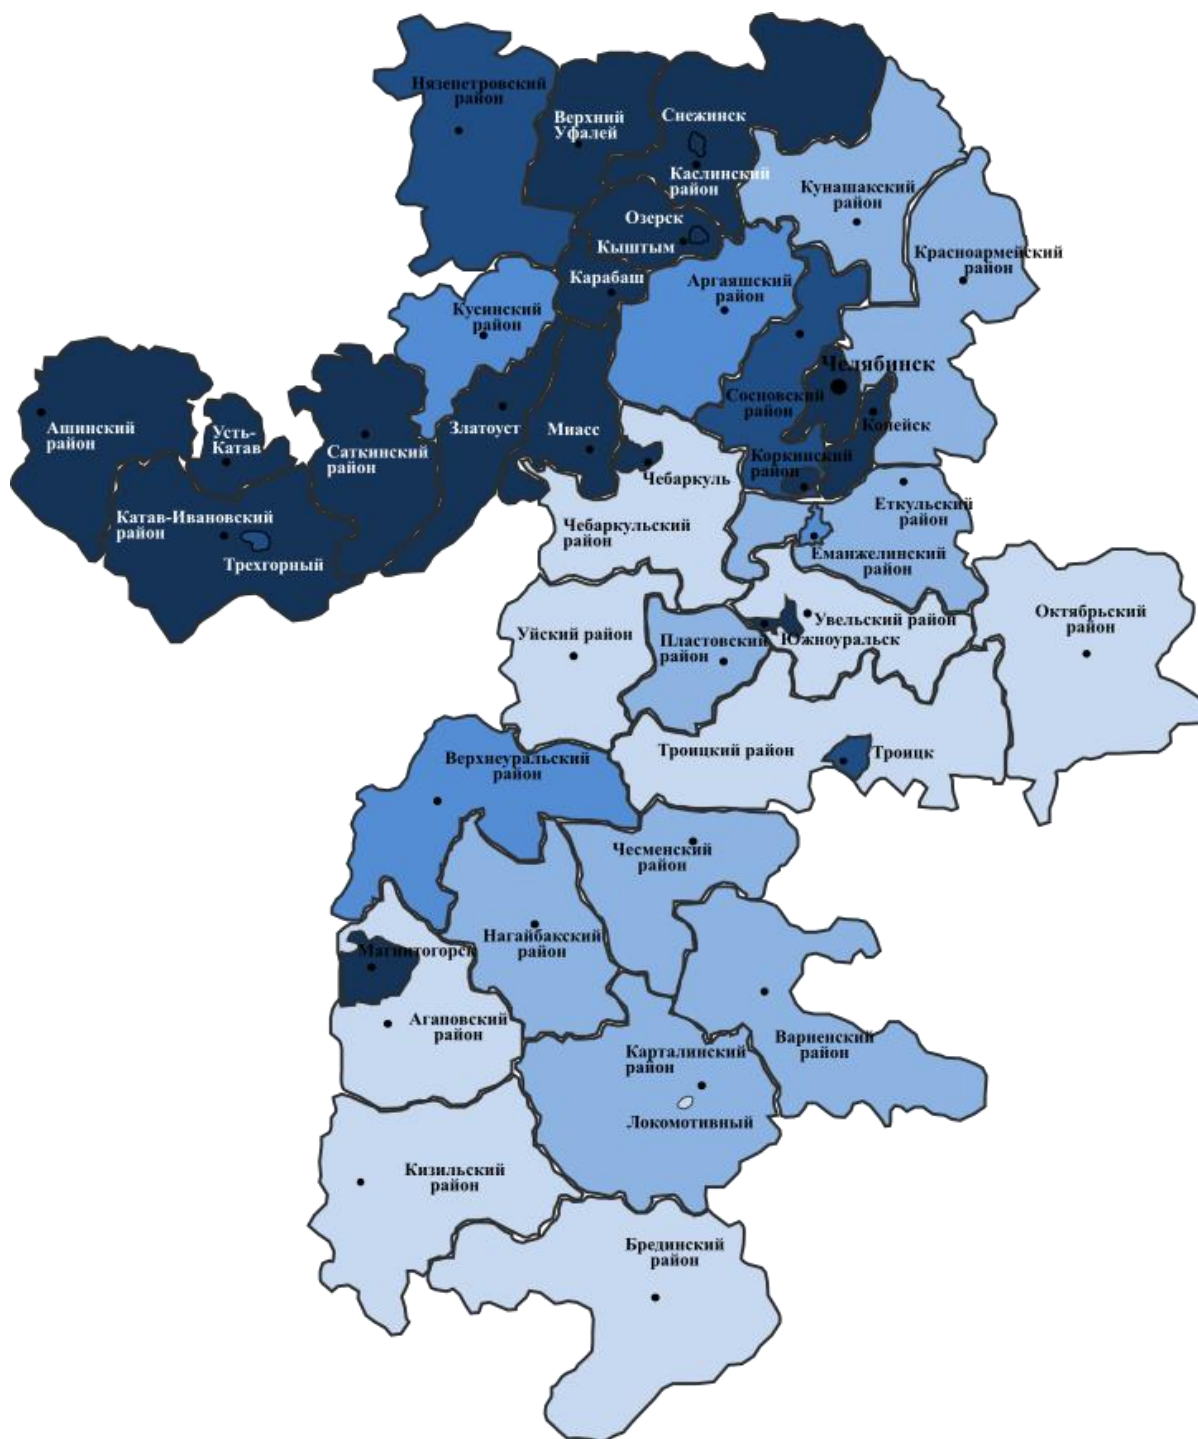 Нязепетровский
район
Верхний
Уфалей
Снежинск
Каслинский
район
Кунашакский
район
Озерск
Кыштым
Красноармейский
район
Карабаш
Аргаяшский
район
Кусинский
район
Челябинск
Сосновский
район
Копейск
Ашинский
район
Усть-
Катав
Саткинский
район
Златоуст
Миасс
Коркинский
район
Чебаркуль
Еткульский
район
Катав-Ивановский
район
Трехгорный
Чебаркульский
район
Еманжелинский
район
Октябрьский
район
Уйский район
Увельский район
Южноуральск
Пластовский
район
Троицкий район
Троицк
Верхнеуральский
район
Чесменский
район
Нагайбакский
район
Магнитогорск
Агаповский
район
Варненский
район
Карталинский
район
Локомотивный
Кизильский
район
Брединский
район